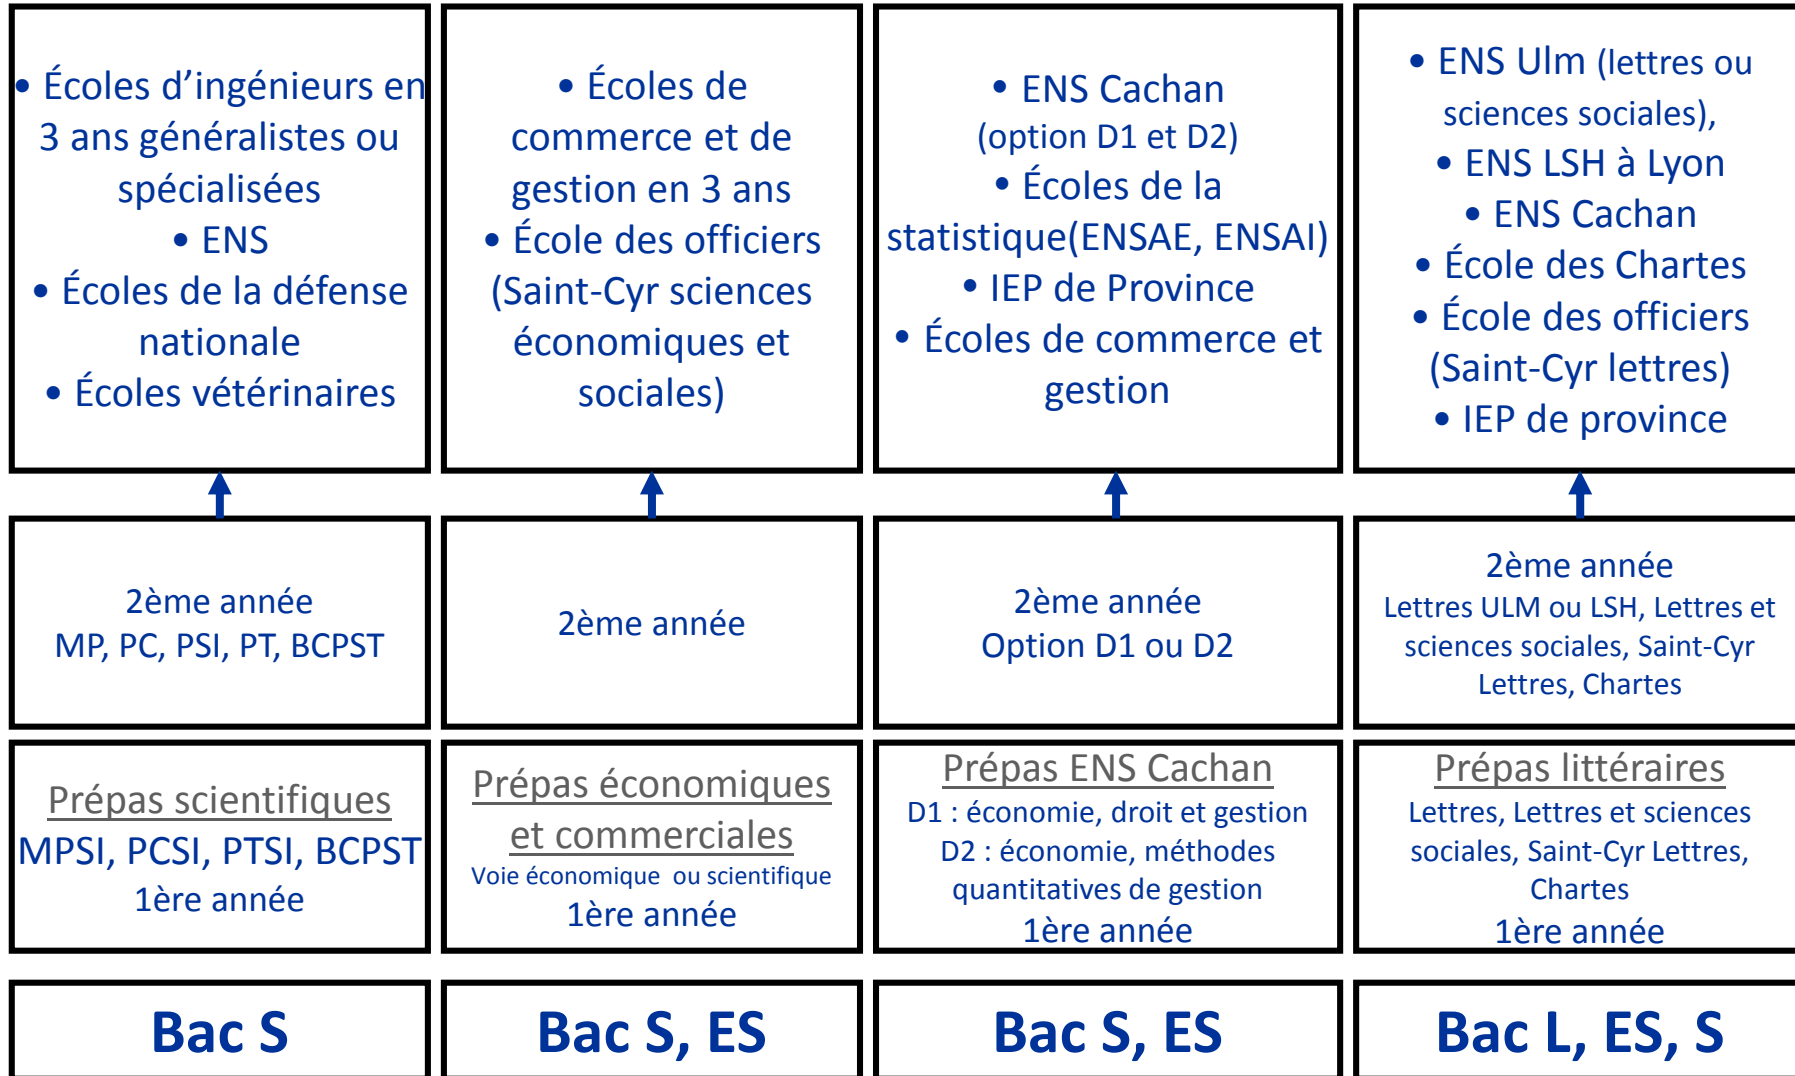 • Écoles d’ingénieurs en
3 ans généralistes ou
spécialisées
• ENS
• Écoles de la défense
nationale
• Écoles vétérinaires
• Écoles de
commerce et de
gestion en 3 ans
• École des officiers
(Saint-Cyr sciences
économiques et
sociales)
• ENS Cachan
(option D1 et D2)
• Écoles de la
statistique(ENSAE, ENSAI)
• IEP de Province
• Écoles de commerce et
gestion
• ENS Ulm (lettres ou
sciences sociales),
• ENS LSH à Lyon
• ENS Cachan
• École des Chartes
• École des officiers
(Saint-Cyr lettres)
• IEP de province
2ème année
MP, PC, PSI, PT, BCPST
2ème année
2ème année
Option D1 ou D2
2ème année
Lettres ULM ou LSH, Lettres et
sciences sociales, Saint-Cyr
Lettres, Chartes
Prépas scientifiques
MPSI, PCSI, PTSI, BCPST
1ère année
Prépas économiques
et commerciales
Voie économique ou scientifique
1ère année
Prépas ENS Cachan
D1 : économie, droit et gestion
D2 : économie, méthodes
quantitatives de gestion
1ère année
Prépas littéraires
Lettres, Lettres et sciences
sociales, Saint-Cyr Lettres,
Chartes
1ère année
Bac S
Bac S, ES
Bac S, ES
Bac L, ES, S